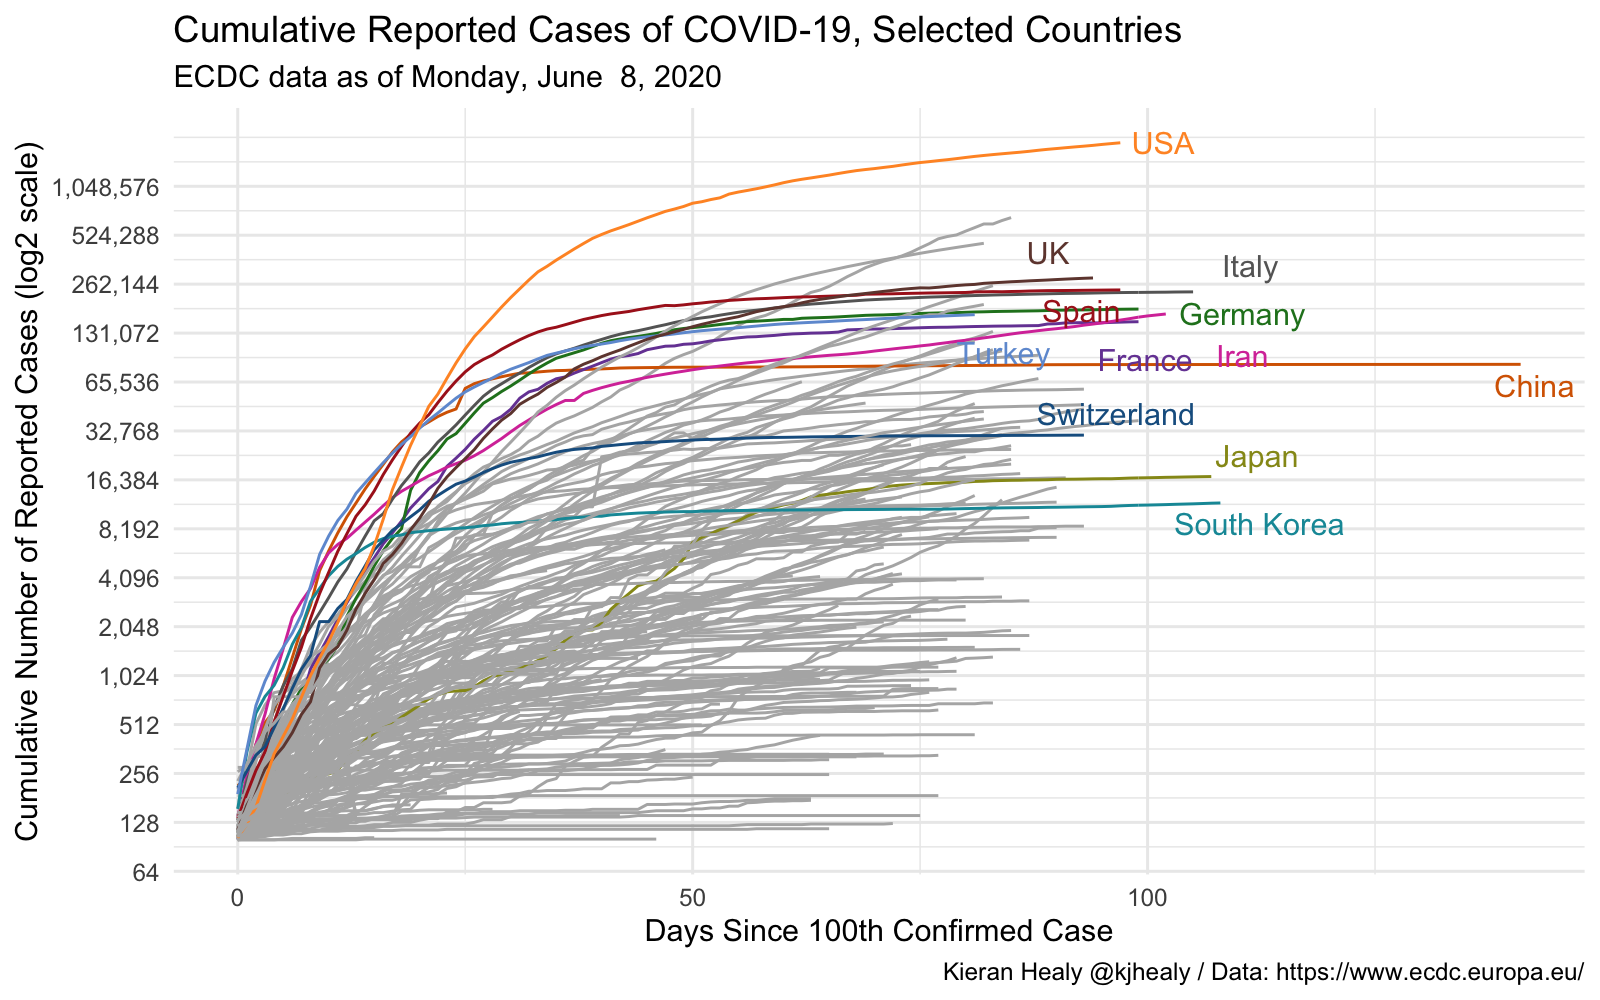 Cumulative Reported Cases of COVID-19, Selected Countries
ECDC data as of Monday, June  8, 2020
Cumulative Number of Reported Cases (log2 scale)
1,048,576
524,288
262,144
131,072
65,536
32,768
16,384
8,192
4,096
2,048
1,024
512
256
128
64
USA
UK
Italy
Spain
Germany
Turkey
France
Iran
China
Switzerland
Japan
South Korea
0
50
100
Days Since 100th Confirmed Case
Kieran Healy @kjhealy / Data: https://www.ecdc.europa.eu/